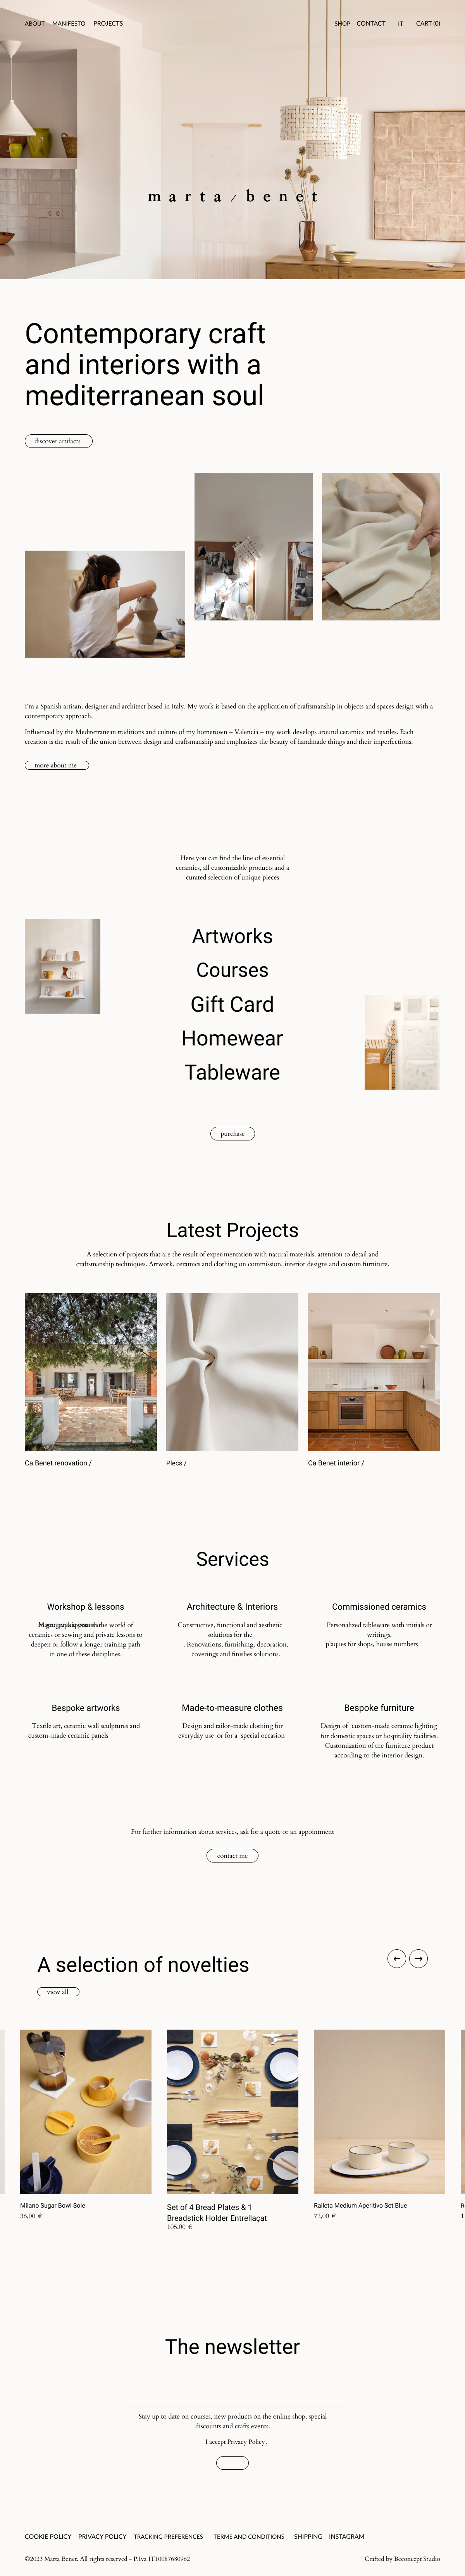 ABOUT MANIFESTO PROJECTS SHOP CONTACT IT CART (0)
marta/benet
Contemporary craft
and interiors with a
mediterranean soul
discover artifacts
I'm a Spanish artisan, designer and architect based in Italy. My work is based on the application of craftsmanship in objects and spaces design with a
contemporary approach.
Influenced by the Mediterranean traditions and culture of my hometown – Valencia – my work develops around ceramics and textiles. Each
creation is the result of the union between design and craftsmanship and emphasizes the beauty of handmade things and their imperfections.
more about me
Here you can find the line of essential
ceramics, all customizable products and a
curated selection of unique pieces
Artworks
Courses
Gift Card
Homewear
Tableware
purchase
Latest Projects
A selection of projects that are the result of experimentation with natural materials, attention to detail and
craftsmanship techniques. Artwork, ceramics and clothing on commission, interior designs and custom furniture.
Ca Benet renovation /
Plecs /
Ca Benet interior /
Services
Workshop & lessons
the world of
ceramics or sewing and private lessons to
deepen or follow a longer training path
in one of these disciplines.
Architecture & Interiors
Constructive, functional and aesthetic
solutions for the
. Renovations, furnishing, decoration,
coverings and finishes solutions.
Commissioned ceramics
Personalized tableware with initials or
writings,
plaques for shops, house numbers
Bespoke artworks
Textile art, ceramic wall sculptures and
custom-made ceramic panels
Made-to-measure clothes
Design and tailor-made clothing for
everyday use or for a special occasion
Bespoke furniture
Design of custom-made ceramic lighting
for domestic spaces or hospitality facilities.
Customization of the furniture product
according to the interior design.
For further information about services, ask for a quote or an appointment
contact me
A selection of novelties
view all
Milano Sugar Bowl Sole
36,00 €
Set of 4 Bread Plates & 1
Breadstick Holder Entrellaçat
105,00 €
Ralleta Medium Aperitivo Set Blue
72,00 €
The newsletter
Stay up to date on courses, new products on the online shop, special
discounts and crafts events.
I accept Privacy Policy.
COOKIE POLICY PRIVACY POLICY TRACKING PREFERENCES TERMS AND CONDITIONS SHIPPING INSTAGRAM
©2023 Marta Benet. All rights reserved - P.Iva IT10087680962
Crafted by Beconcept Studio